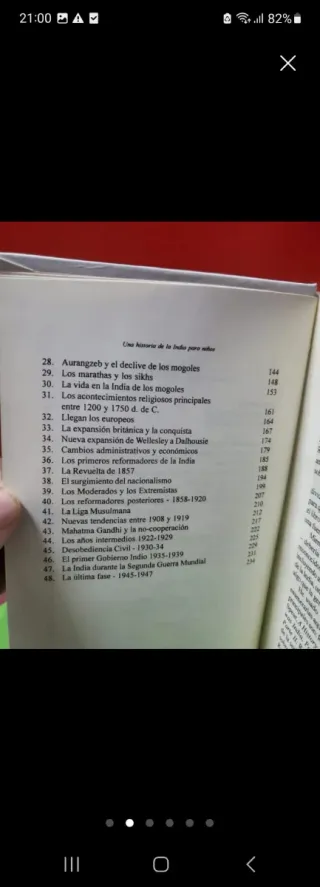 21:00 82%
Una historia de la India para niños
28. Aurangzeb y el declive de los mogoles 144
29. Los marathas y los sikhs 148
30. La vida en la India de los mogoles 153
31. Los acontecimientos religiosos principales
entre 1200 y 1750 d. de C. 161
32. Llegan los europeos 164
33. La expansión británica y la conquista 167
34. Nueva expansión de Wellesley a Dalhousie 174
35. Cambios administrativos y económicos 179
36. Los primeros reformadores de la India 185
37. La Revuelta de 1857 188
38. El surgimiento del nacionalismo 194
39. Los Moderados y los Extremistas 199
40. Los reformadores posteriores - 1858-1920 207
41. La Liga Musulmana 210
42. Nuevas tendencias entre 1908 y 1919 212
43. Mahatma Gandhi y la no-cooperación 217
44. Los años intermedios 1922-1929 222
45. Desobediencia Civil - 1930-34 225
46. El primer Gobierno Indio 1935-1939 229
47. La India durante la Segunda Guerra Mundial
48. La última fase - 1945-1947